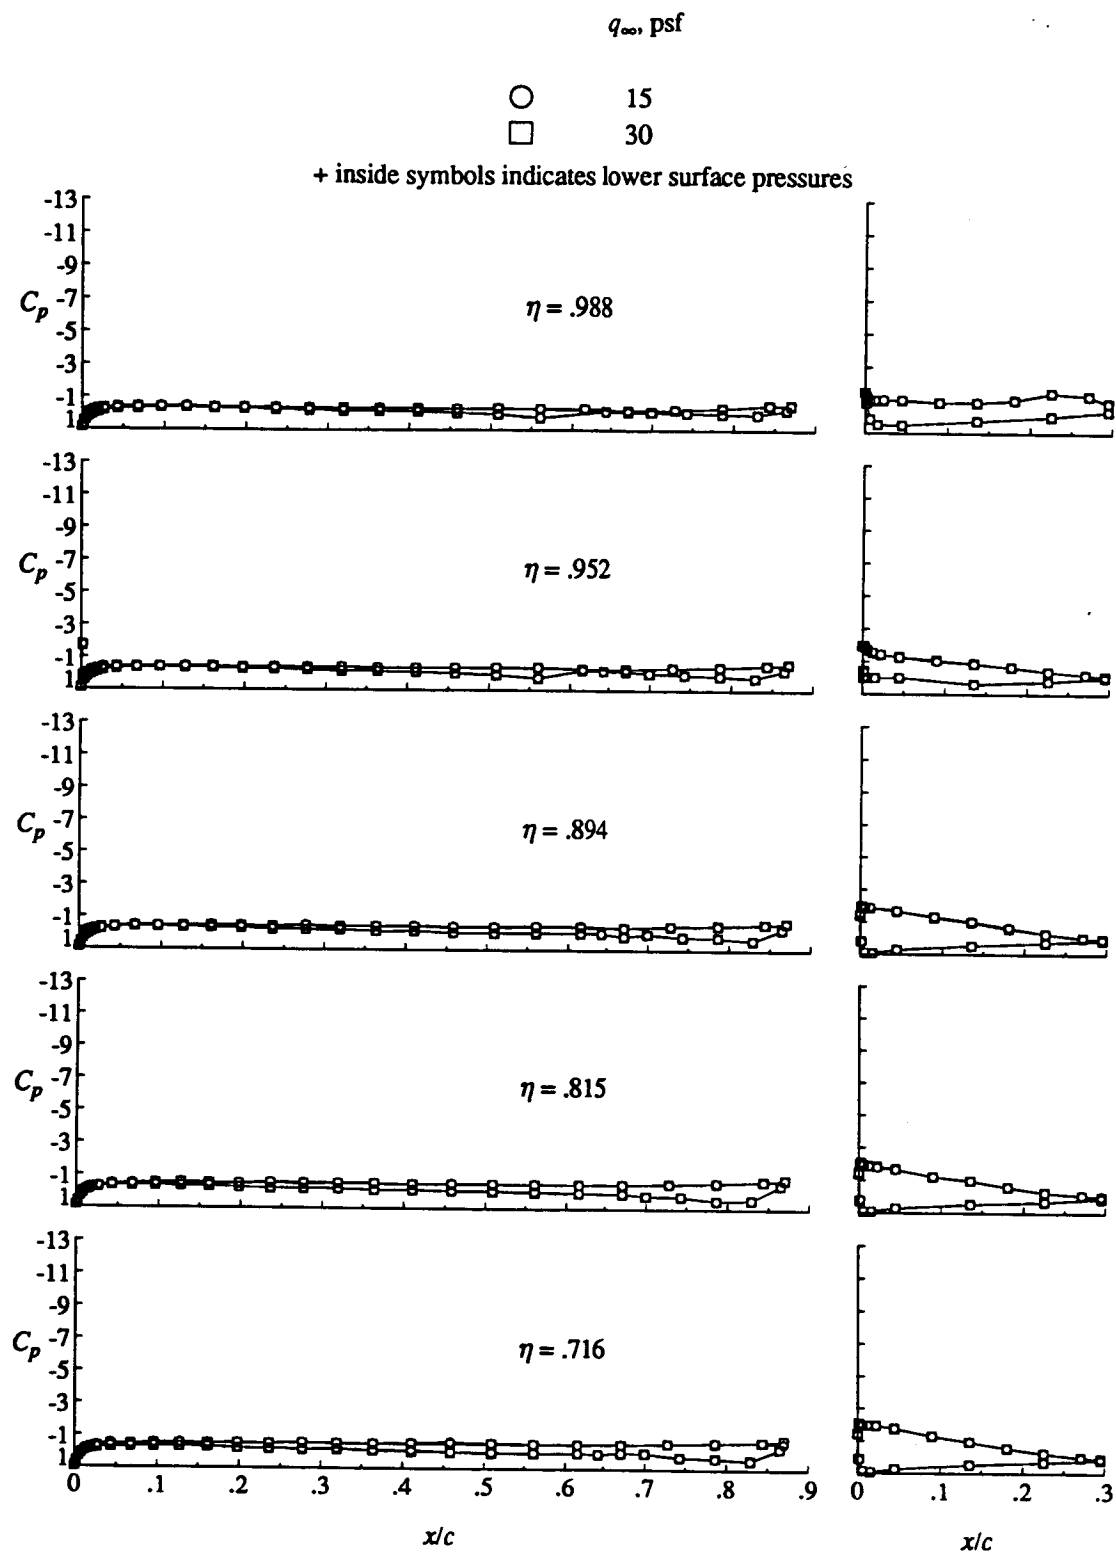 q∞, psf
15
30
+ inside symbols indicates lower surface pressures
-13
-11
-9
Cp -7
-5
-3
-1
1
η = .988
-13
-11
-9
Cp -7
-5
-3
-1
1
η = .952
-13
-11
-9
Cp -7
-5
-3
-1
1
η = .894
-13
-11
-9
Cp -7
-5
-3
-1
1
η = .815
-13
-11
-9
Cp -7
-5
-3
-1
1
η = .716
0 .1 .2 .3 .4 .5 .6 .7 .8 .9 0 .1 .2 .3
x/c x/c